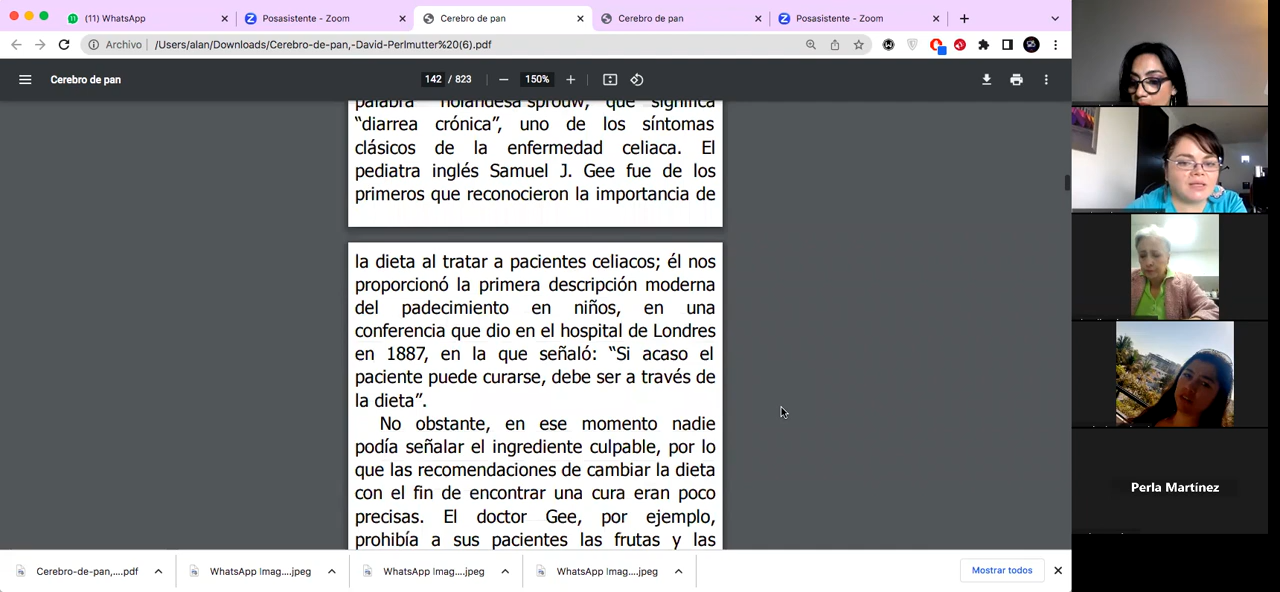 (11) WhatsApp
Posasistente - Zoom
Cerebro de pan
Cerebro de pan
Posasistente - Zoom
Archivo
/Users/alan/Downloads/Cerebro-de-pan,-David-Perlmutter%20(6).pdf
Cerebro de pan
142 / 823
150%
palabra holandesa sprouw, que significa
“diarrea crónica”, uno de los síntomas
clásicos de la enfermedad celiaca. El
pediatra inglés Samuel J. Gee fue de los
primeros que reconocieron la importancia de
la dieta al tratar a pacientes celiacos; él nos
proporcionó la primera descripción moderna
del padecimiento en niños, en una
conferencia que dio en el hospital de Londres
en 1887, en la que señaló: “Si acaso el
paciente puede curarse, debe ser a través de
la dieta”.
No obstante, en ese momento nadie
podía señalar el ingrediente culpable, por lo
que las recomendaciones de cambiar la dieta
con el fin de encontrar una cura eran poco
precisas. El doctor Gee, por ejemplo,
prohibía a sus pacientes las frutas y las
Perla Martínez
Cerebro-de-pan,....pdf
WhatsApp Imag....jpeg
WhatsApp Imag....jpeg
WhatsApp Imag....jpeg
Mostrar todos